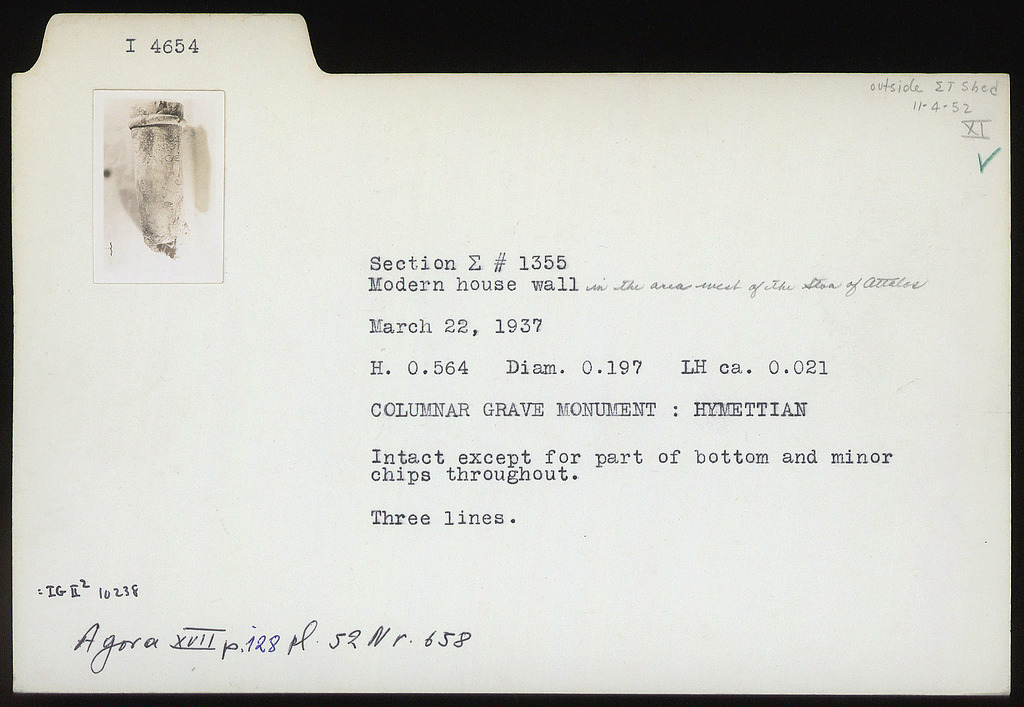 I 4654
outside ΣT Shed
11-4-52
XI
Section Σ # 1355
Modern house wall in the area west of the Stoa of Attalos
March 22, 1937
H. 0.564 Diam. 0.197 LH ca. 0.021
COLUMNAR GRAVE MONUMENT : HYMETTIAN
Intact except for part of bottom and minor
chips throughout.
Three lines.
= IG II² 10238
Agora XVII p.128 pl. 52 Nr. 658